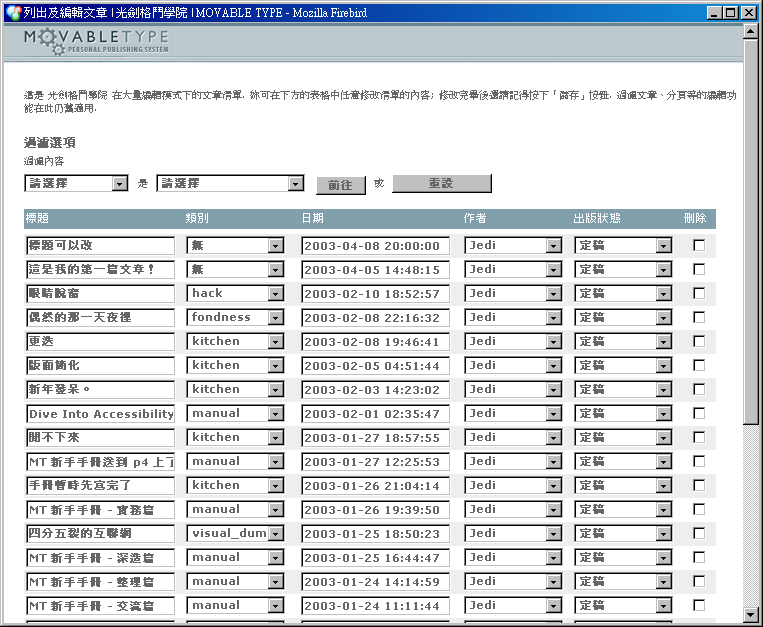 列出及編輯文章 | 光劍格鬥學院 | MOVABLE TYPE - Mozilla Firebird
MOVABLETYPE
PERSONAL PUBLISHING SYSTEM
這是 光劍格鬥學院 在大量編輯模式下的文章清單. 妳可在下方的表格中任意修改清單的內容; 修改完畢後還請記得按下「儲存」按鈕. 過濾文章、分頁等的編輯功
能在此仍舊適用.
過濾選項
過濾內容
請選擇 是 請選擇 前往 或 重設
標題 類別 日期 作者 出版狀態 刪除
標題可以改 無 2003-04-08 20:00:00 Jedi 定稿
這是我的第一篇文章！ 無 2003-04-05 14:48:15 Jedi 定稿
眼睛脫窗 hack 2003-02-10 18:52:57 Jedi 定稿
偶然的那一天夜裡 fondness 2003-02-08 22:16:32 Jedi 定稿
更迭 kitchen 2003-02-08 19:46:41 Jedi 定稿
版面簡化 kitchen 2003-02-05 04:51:44 Jedi 定稿
新年發呆。 kitchen 2003-02-03 14:23:02 Jedi 定稿
Dive Into Accessibility manual 2003-02-01 02:35:47 Jedi 定稿
閒不下來 kitchen 2003-01-27 18:57:55 Jedi 定稿
MT 新手手冊送到 p4 上了 manual 2003-01-27 12:25:53 Jedi 定稿
手冊暫時先寫完了 kitchen 2003-01-26 21:04:14 Jedi 定稿
MT 新手手冊 - 實務篇 manual 2003-01-26 19:39:50 Jedi 定稿
四分五裂的互聯網 visual_dum 2003-01-25 18:50:23 Jedi 定稿
MT 新手手冊 - 深造篇 manual 2003-01-25 16:44:47 Jedi 定稿
MT 新手手冊 - 整理篇 manual 2003-01-24 14:14:59 Jedi 定稿
MT 新手手冊 - 交流篇 manual 2003-01-24 11:11:44 Jedi 定稿